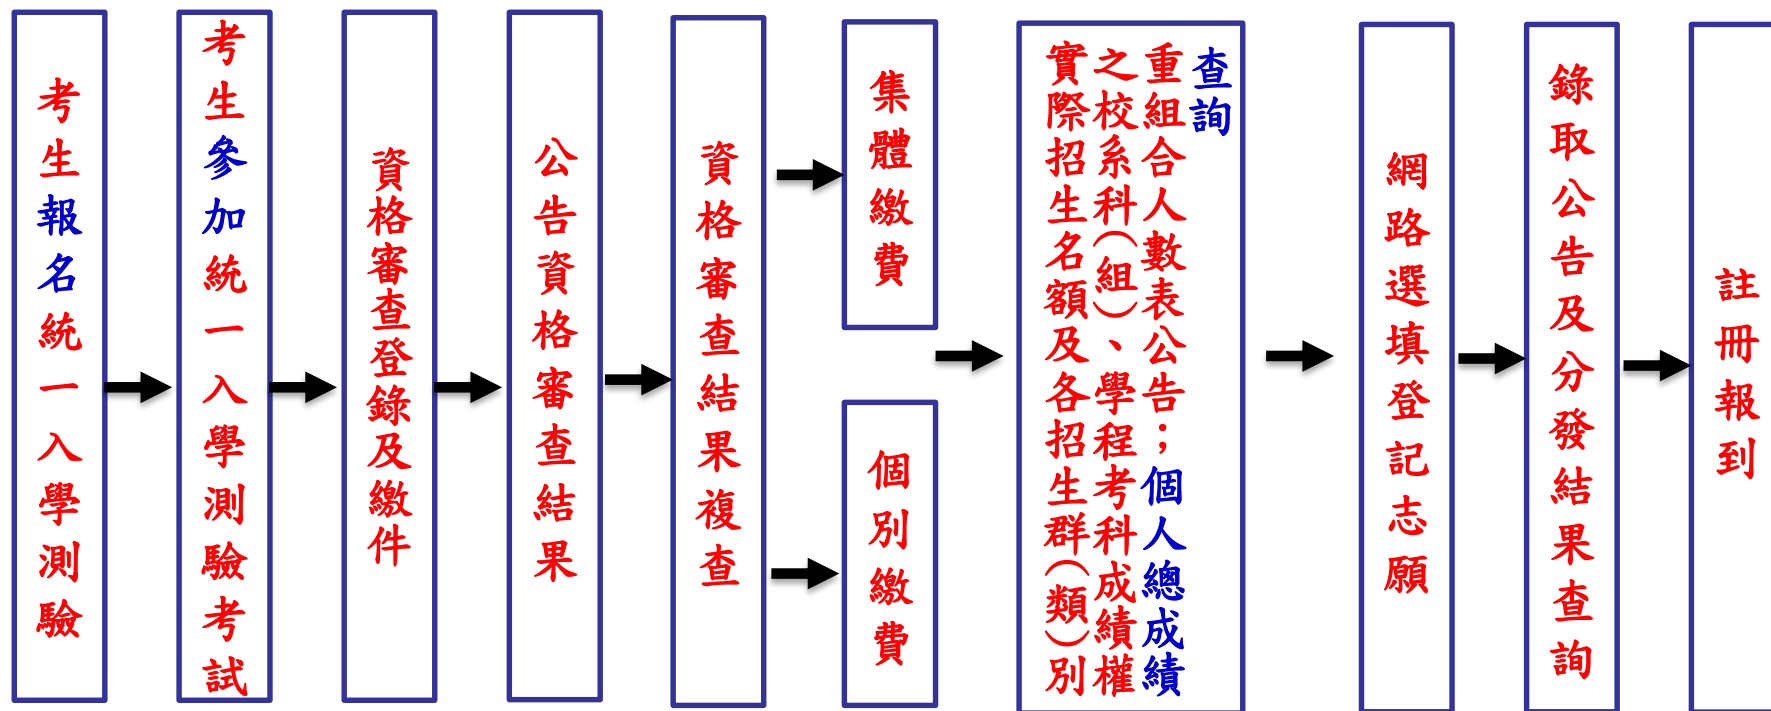 考生報名統一入學測驗
考生參加統一入學測驗考試
資格審查登錄及繳件
公告資格審查結果
資格審查結果複查
集體繳費
個別繳費
實際招生名額及各招生群(類)別
之校系科(組)、學程考科成績權
重組合人數表公告；個人總成績
查詢
網路選填登記志願
錄取公告及分發結果查詢
註冊報到